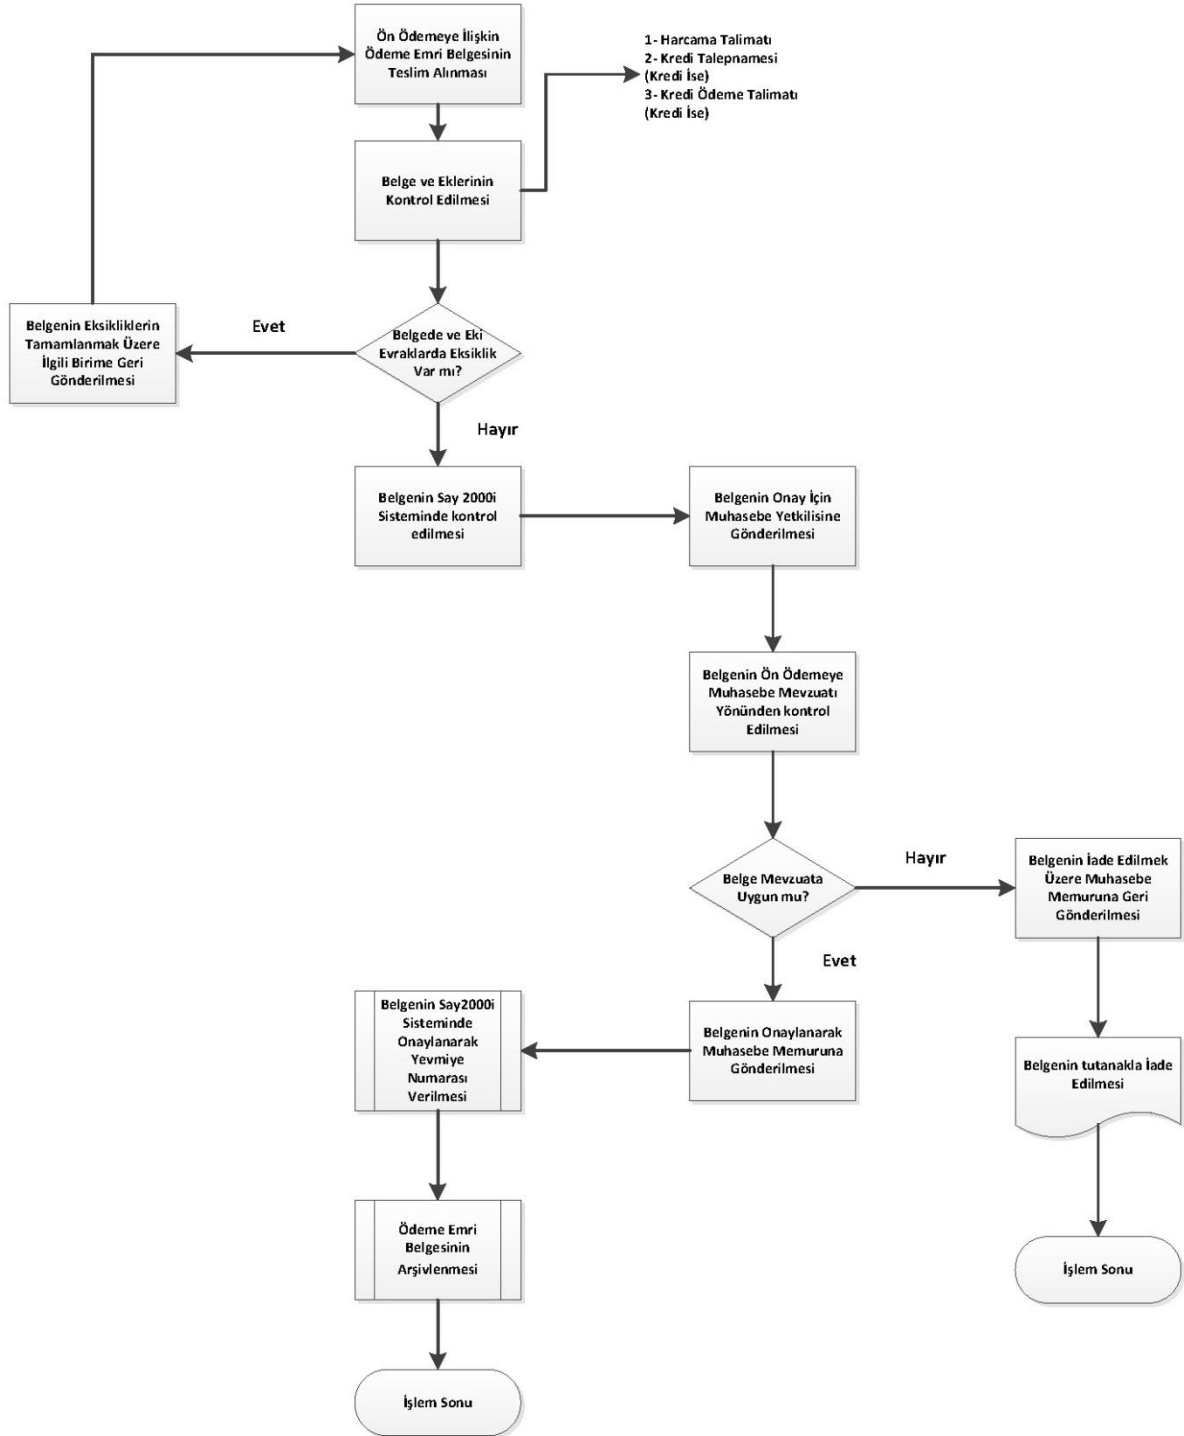 Ön Ödemeye İlişkin
Ödeme Emri Belgesinin
Teslim Alınması
1- Harcama Talimatı
2- Kredi Talepnamesi
(Kredi İse)
3- Kredi Ödeme Talimatı
(Kredi İse)
Belge ve Eklerinin
Kontrol Edilmesi
Belgenin Eksikliklerin
Tamamlanmak Üzere
İlgili Birime Geri
Gönderilmesi
Evet
Belgede ve Eki
Evraklarda Eksiklik
Var mı?
Hayır
Belgenin Say 2000i
Sisteminde kontrol
edilmesi
Belgenin Onay İçin
Muhasebe Yetkilisine
Gönderilmesi
Belgenin Ön Ödemeye
Muhasebe Mevzuatı
Yönünden kontrol
Edilmesi
Belge Mevzuata
Uygun mu?
Hayır
Belgenin İade Edilmek
Üzere Muhasebe
Memuruna Geri
Gönderilmesi
Evet
Belgenin Say2000i
Sisteminde
Onaylanarak
Yevmiye
Numarası
Verilmesi
Belgenin Onaylanarak
Muhasebe Memuruna
Gönderilmesi
Belgenin tutanakla İade
Edilmesi
Ödeme Emri
Belgesinin
Arşivlenmesi
İşlem Sonu
İşlem Sonu